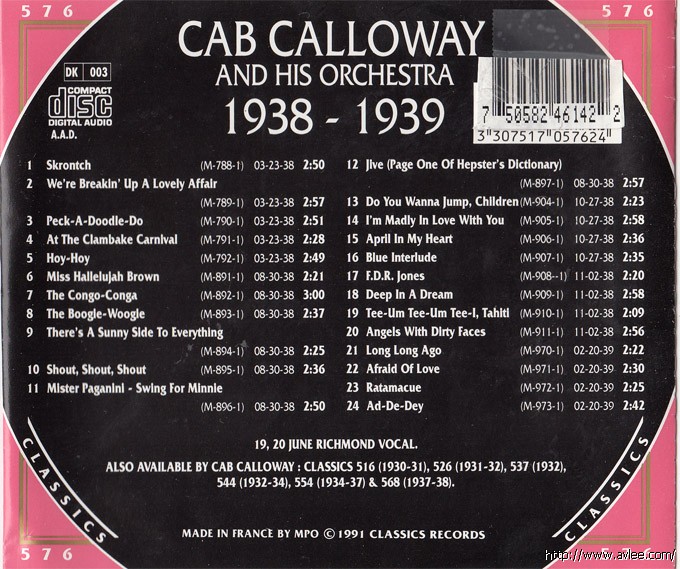 5 7 6
5 7 6
CAB CALLOWAY
AND HIS ORCHESTRA
1938 - 1939
DK 003
COMPACT
disc
DIGITAL AUDIO
A.A.D.
7 50582 46142 2
3 307517 057624
1 Skrontch (M-788-1) 03-23-38 2:50
2 We're Breakin' Up A Lovely Affair
(M-789-1) 03-23-38 2:57
3 Peck-A-Doodle-Do (M-790-1) 03-23-38 2:51
4 At The Clambake Carnival (M-791-1) 03-23-38 2:28
5 Hoy-Hoy (M-792-1) 03-23-38 2:49
6 Miss Hallelujah Brown (M-891-1) 08-30-38 2:21
7 The Congo-Conga (M-892-1) 08-30-38 3:00
8 The Boogie-Woogie (M-893-1) 08-30-38 2:37
9 There's A Sunny Side To Everything
(M-894-1) 08-30-38 2:25
10 Shout, Shout, Shout (M-895-1) 08-30-38 2:36
11 Mister Paganini - Swing For Minnie
(M-896-1) 08-30-38 2:50
12 Jive (Page One Of Hepster's Dictionary)
(M-897-1) 08-30-38 2:57
13 Do You Wanna Jump, Children (M-904-1) 10-27-38 2:23
14 I'm Madly In Love With You (M-905-1) 10-27-38 2:58
15 April In My Heart (M-906-1) 10-27-38 2:36
16 Blue Interlude (M-907-1) 10-27-38 2:35
17 F.D.R. Jones (M-908--1) 11-02-38 2:20
18 Deep In A Dream (M-909-1) 11-02-38 2:58
19 Tee-Um Tee-Um Tee-I, Tahiti (M-910-1) 11-02-38 2:09
20 Angels With Dirty Faces (M-911-1) 11-02-38 2:56
21 Long Long Ago (M-970-1) 02-20-39 2:22
22 Afraid Of Love (M-971-1) 02-20-39 2:30
23 Ratamacue (M-972-1) 02-20-39 2:25
24 Ad-De-Dey (M-973-1) 02-20-39 2:42
19, 20 JUNE RICHMOND VOCAL.
ALSO AVAILABLE BY CAB CALLOWAY : CLASSICS 516 (1930-31), 526 (1931-32), 537 (1932),
544 (1932-34), 554 (1934-37) & 568 (1937-38).
CLASSICS
CLASSICS
MADE IN FRANCE BY MPO © 1991 CLASSICS RECORDS
5 7 6
5 7 6
http://www.avlee.com/